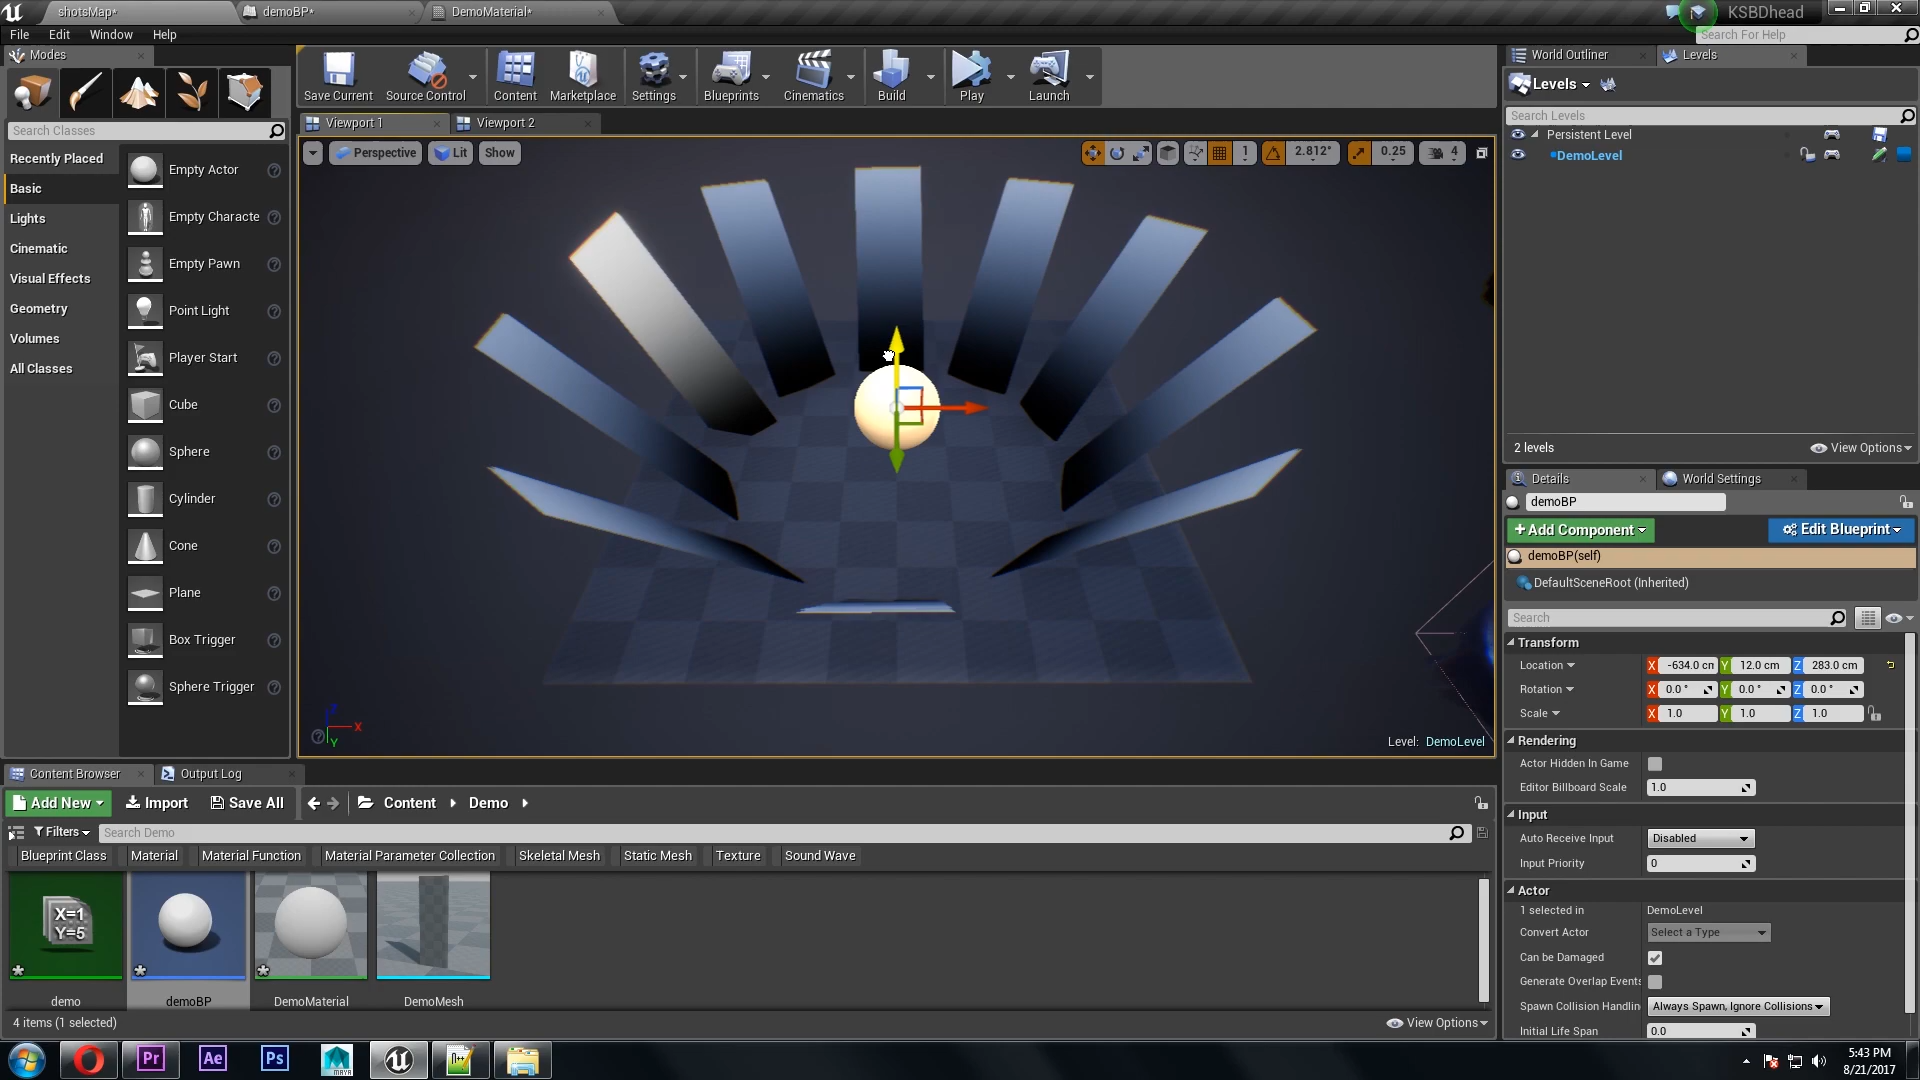 shotsMap*
demoBP*
DemoMaterial*
KSBDhead
File
Edit
Window
Help
Search For Help
Modes
Search Classes
Recently Placed
Basic
Lights
Cinematic
Visual Effects
Geometry
Volumes
All Classes
Empty Actor
Empty Characte
Empty Pawn
Point Light
Player Start
Cube
Sphere
Cylinder
Cone
Plane
Box Trigger
Sphere Trigger
Save Current
Source Control
Content
Marketplace
Settings
Blueprints
Cinematics
Build
Play
Launch
Viewport 1
Viewport 2
Perspective
Lit
Show
1
2.812°
0.25
4
X
Z
Y
Level: DemoLevel
World Outliner
Levels
Levels
Search Levels
Persistent Level
DemoLevel
2 levels
View Options
Details
World Settings
demoBP
+Add Component
Edit Blueprint
demoBP(self)
DefaultSceneRoot (Inherited)
Search
Transform
Location X -634.0 cm Y 12.0 cm Z 283.0 cm
Rotation X 0.0° Y 0.0° Z 0.0°
Scale X 1.0 Y 1.0 Z 1.0
Rendering
Actor Hidden In Game
Editor Billboard Scale 1.0
Input
Auto Receive Input Disabled
Input Priority 0
Actor
1 selected in DemoLevel
Convert Actor Select a Type
Can be Damaged
Generate Overlap Events
Spawn Collision Handlin Always Spawn, Ignore Collisions
Initial Life Span 0.0
Content Browser
Output Log
Add New
Import
Save All
Content
Demo
Filters
Search Demo
Blueprint Class
Material
Material Function
Material Parameter Collection
Skeletal Mesh
Static Mesh
Texture
Sound Wave
X=1
Y=5
demo
demoBP
DemoMaterial
DemoMesh
4 items (1 selected)
View Options
Pr
Ae
Ps
MAYA
5:43 PM
8/21/2017